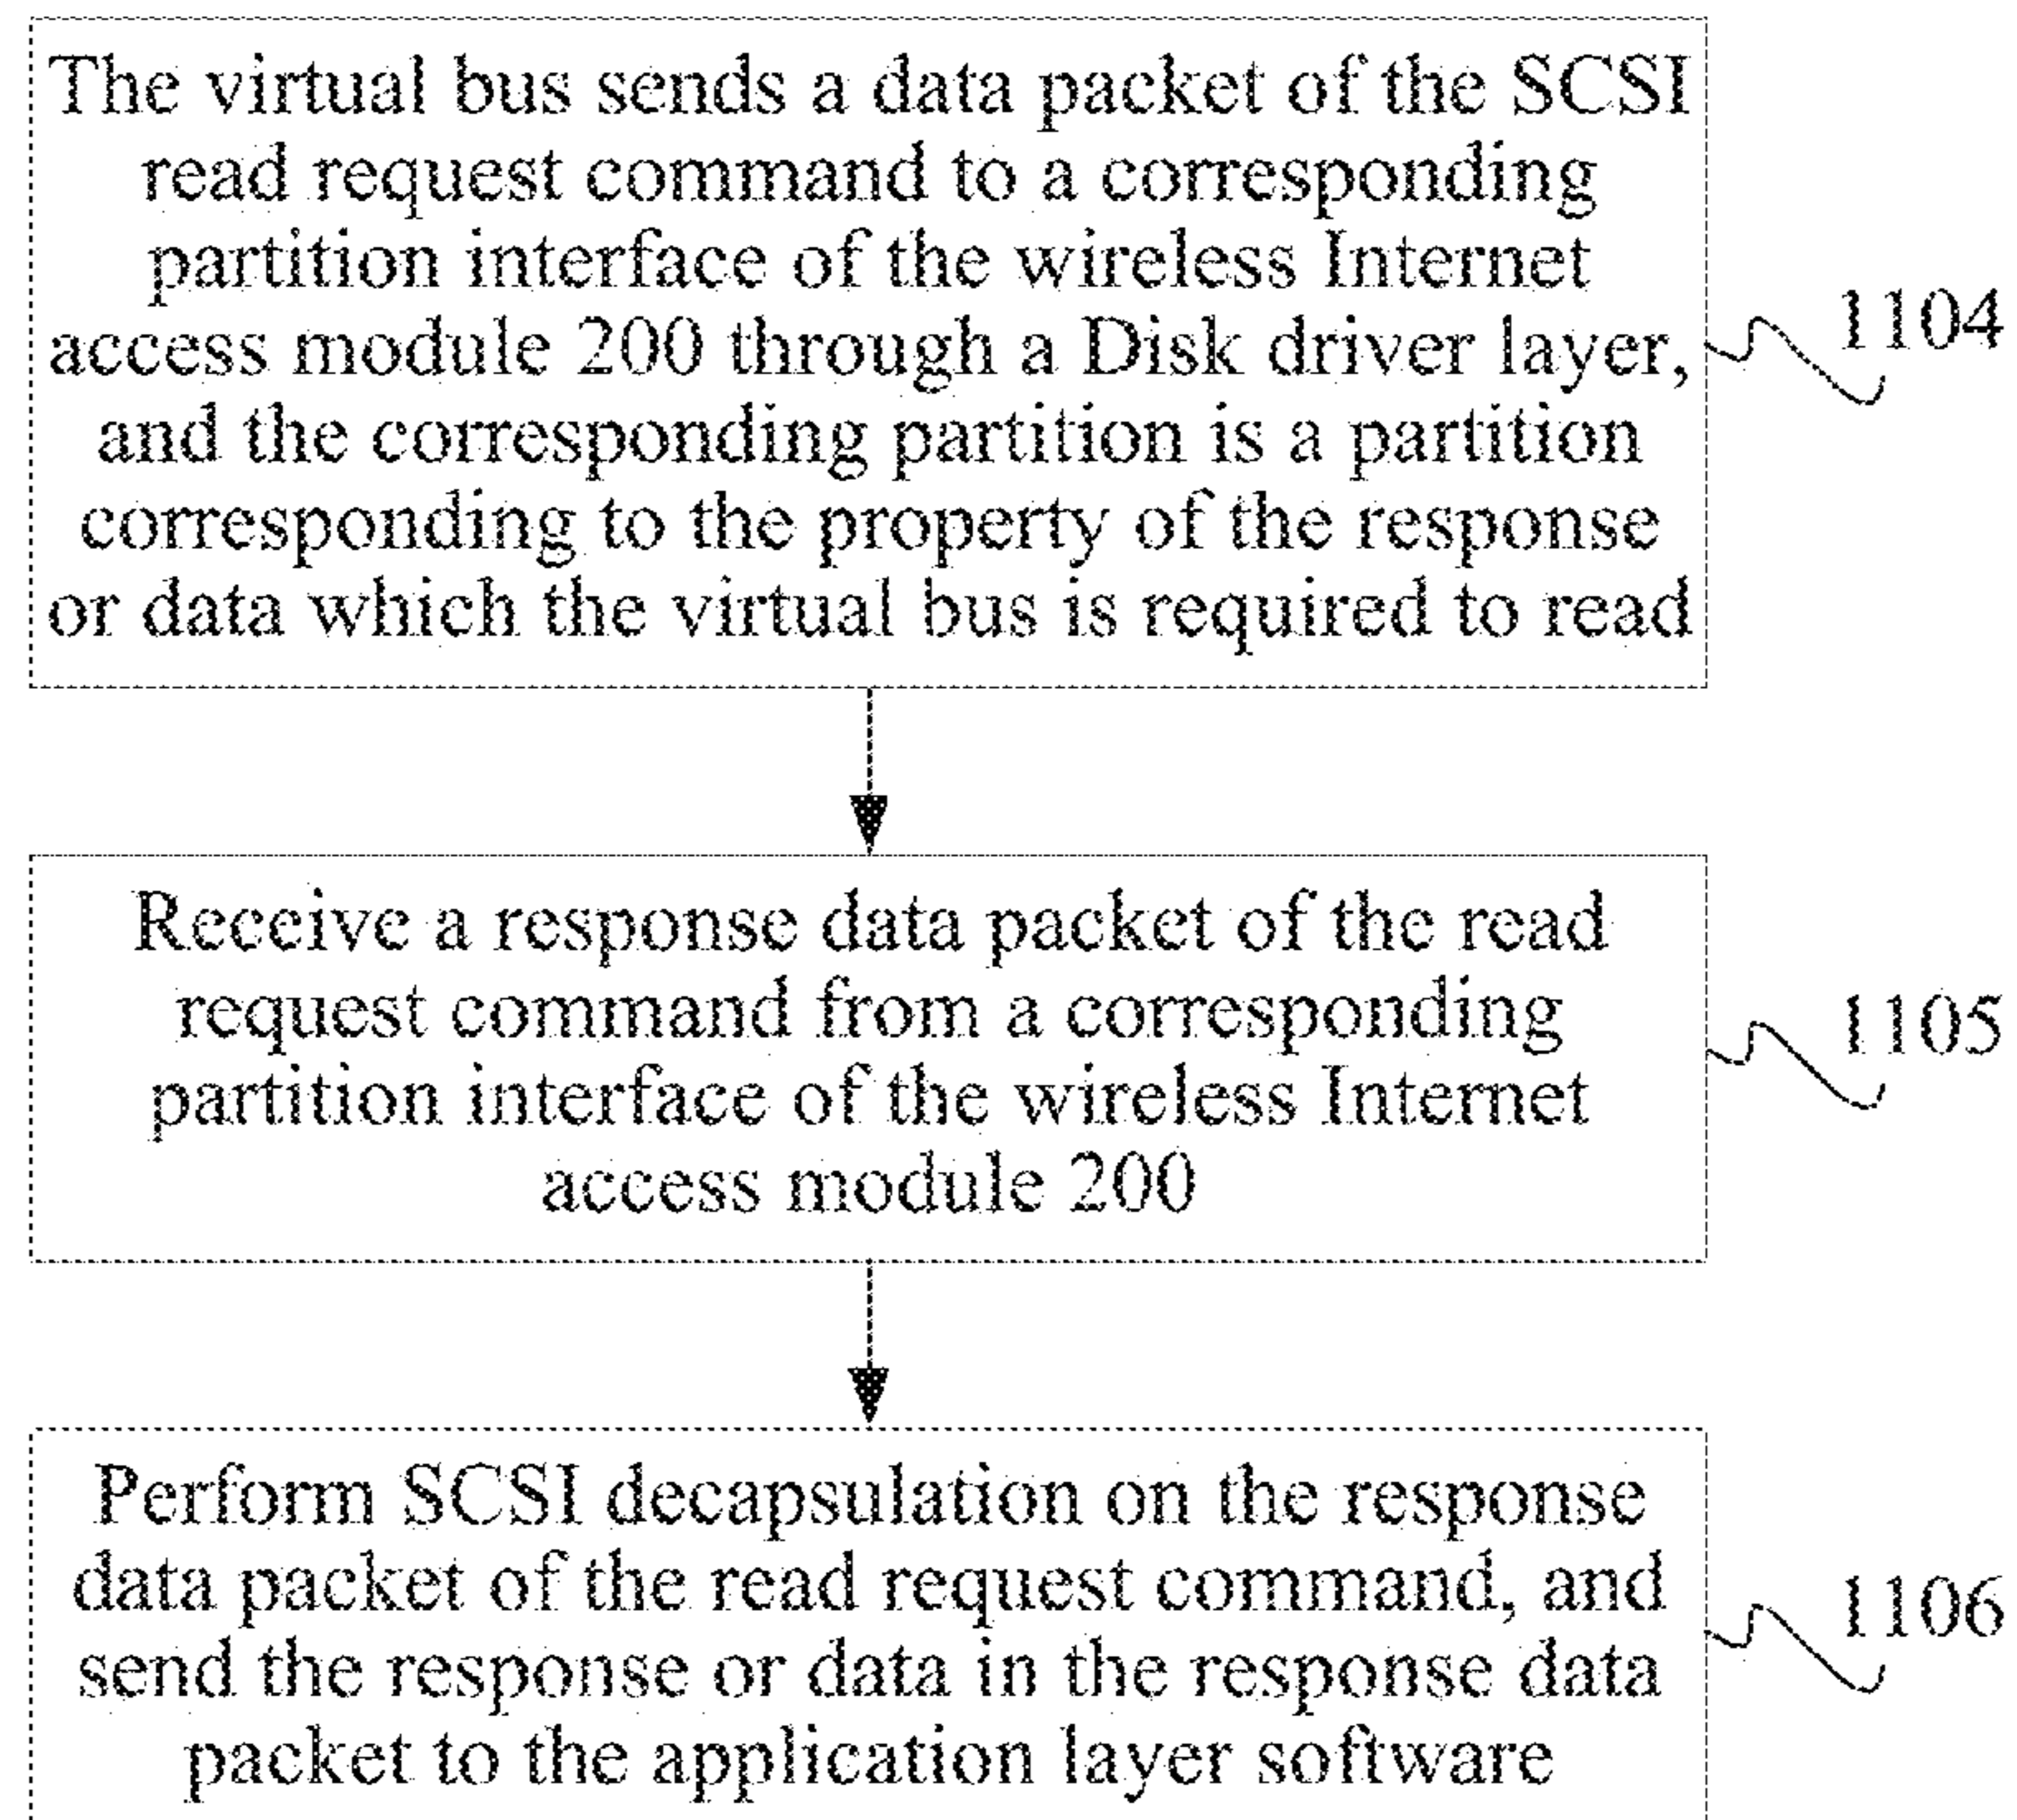 The virtual bus sends a data packet of the SCSI
read request command to a corresponding
partition interface of the wireless Internet
access module 200 through a Disk driver layer,
and the corresponding partition is a partition
corresponding to the property of the response
or data which the virtual bus is required to read
1104
Receive a response data packet of the read
request command from a corresponding
partition interface of the wireless Internet
access module 200
1105
Perform SCSI decapsulation on the response
data packet of the read request command, and
send the response or data in the response data
packet to the application layer software
1106